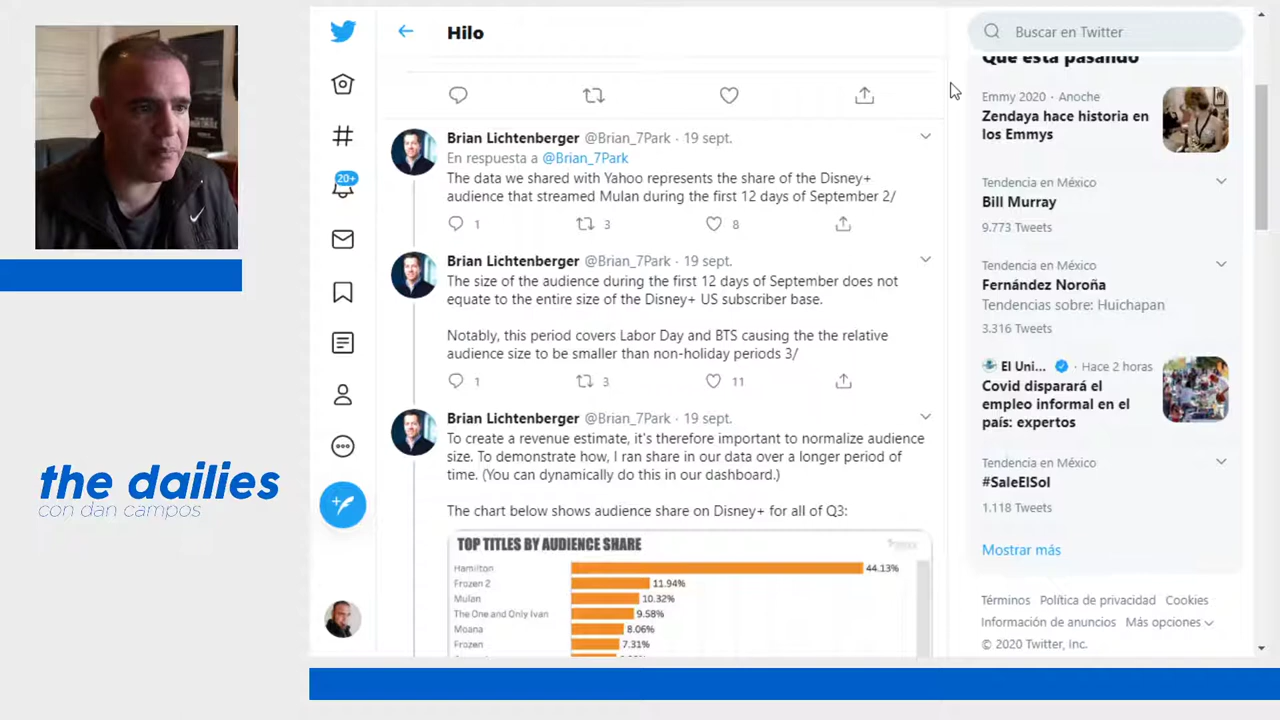 Hilo
Brian Lichtenberger @Brian_7Park · 19 sept.
En respuesta a @Brian_7Park
The data we shared with Yahoo represents the share of the Disney+
audience that streamed Mulan during the first 12 days of September 2/
1 3 8
Brian Lichtenberger @Brian_7Park · 19 sept.
The size of the audience during the first 12 days of September does not
equate to the entire size of the Disney+ US subscriber base.
Notably, this period covers Labor Day and BTS causing the the relative
audience size to be smaller than non-holiday periods 3/
1 3 11
Brian Lichtenberger @Brian_7Park · 19 sept.
To create a revenue estimate, it's therefore important to normalize audience
size. To demonstrate how, I ran share in our data over a longer period of
time. (You can dynamically do this in our dashboard.)
The chart below shows audience share on Disney+ for all of Q3:
TOP TITLES BY AUDIENCE SHARE
Hamilton 44.13%
Frozen 2 11.94%
Mulan 10.32%
The One and Only Ivan 9.58%
Moana 8.06%
Frozen 7.31%
20+
the dailies
con dan campos
Buscar en Twitter
Qué está pasando
Emmy 2020 · Anoche
Zendaya hace historia en
los Emmys
Tendencia en México
Bill Murray
9.773 Tweets
Tendencia en México
Fernández Noroña
Tendencias sobre: Huichapan
3.316 Tweets
El Uni... · Hace 2 horas
Covid disparará el
empleo informal en el
país: expertos
Tendencia en México
#SaleElSol
1.118 Tweets
Mostrar más
Términos Política de privacidad Cookies
Información de anuncios Más opciones
© 2020 Twitter, Inc.